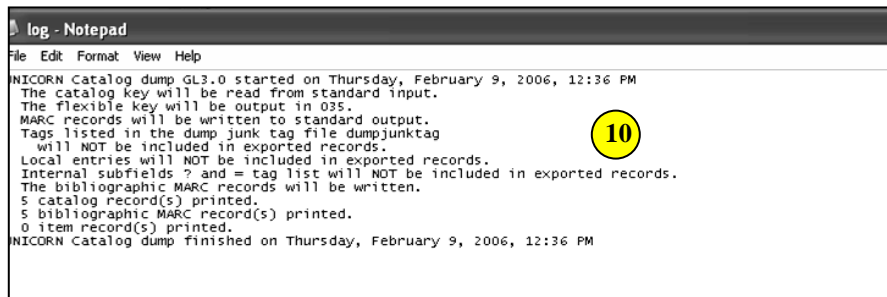 log - Notepad
File Edit Format View Help
UNICORN Catalog dump GL3.0 started on Thursday, February 9, 2006, 12:36 PM
The catalog key will be read from standard input.
The flexible key will be output in 035.
MARC records will be written to standard output.
Tags listed in the dump junk tag file dumpjunktag
will NOT be included in exported records.
Local entries will NOT be included in exported records.
Internal subfields ? and = tag list will NOT be included in exported records.
The bibliographic MARC records will be written.
5 catalog record(s) printed.
5 bibliographic MARC record(s) printed.
0 item record(s) printed.
UNICORN Catalog dump finished on Thursday, February 9, 2006, 12:36 PM
10